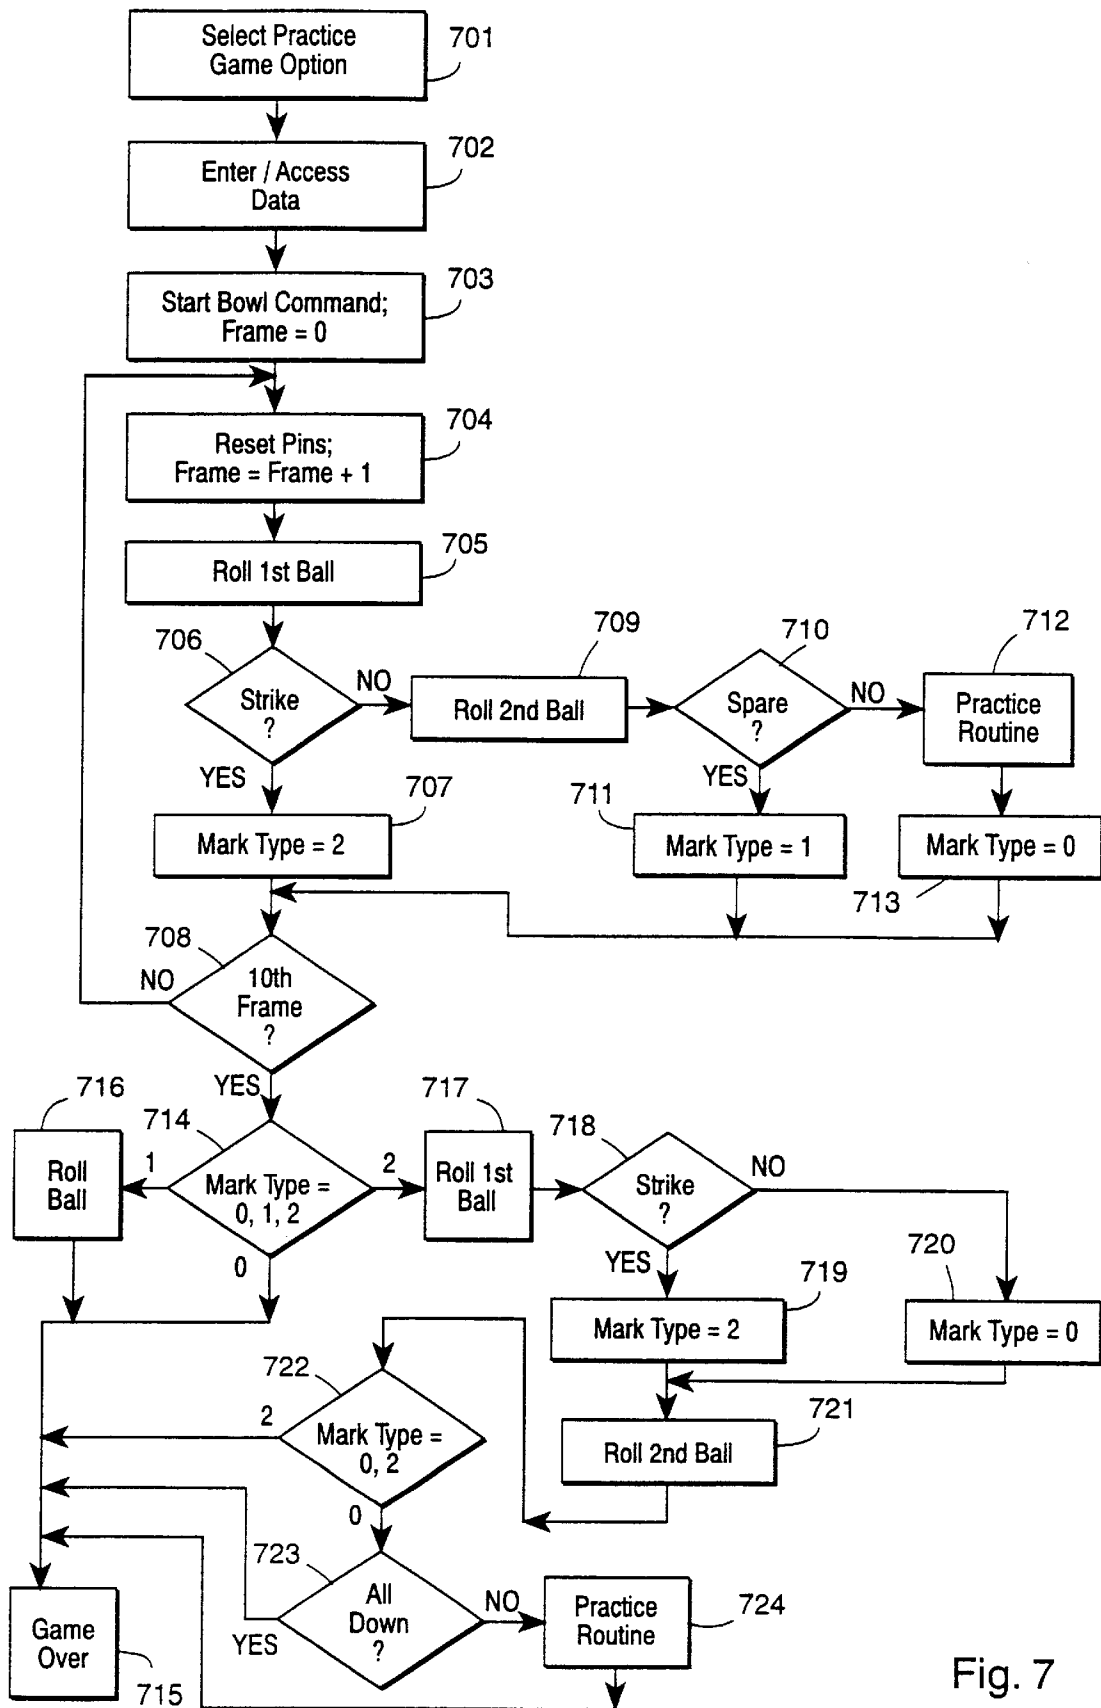 Select Practice
Game Option
701
Enter / Access
Data
702
Start Bowl Command;
Frame = 0
703
Reset Pins;
Frame = Frame + 1
704
Roll 1st Ball
705
706
Strike
?
NO
YES
709
Roll 2nd Ball
710
Spare
?
NO
YES
712
Practice
Routine
707
Mark Type = 2
711
Mark Type = 1
Mark Type = 0
713
708
10th
Frame
?
NO
YES
716
Roll
Ball
714
1
Mark Type =
0, 1, 2
2
0
717
Roll 1st
Ball
718
Strike
?
NO
YES
719
Mark Type = 2
720
Mark Type = 0
721
Roll 2nd Ball
722
2
Mark Type =
0, 2
0
723
All
Down
?
YES
NO
Practice
Routine
724
Game
Over
715
Fig. 7